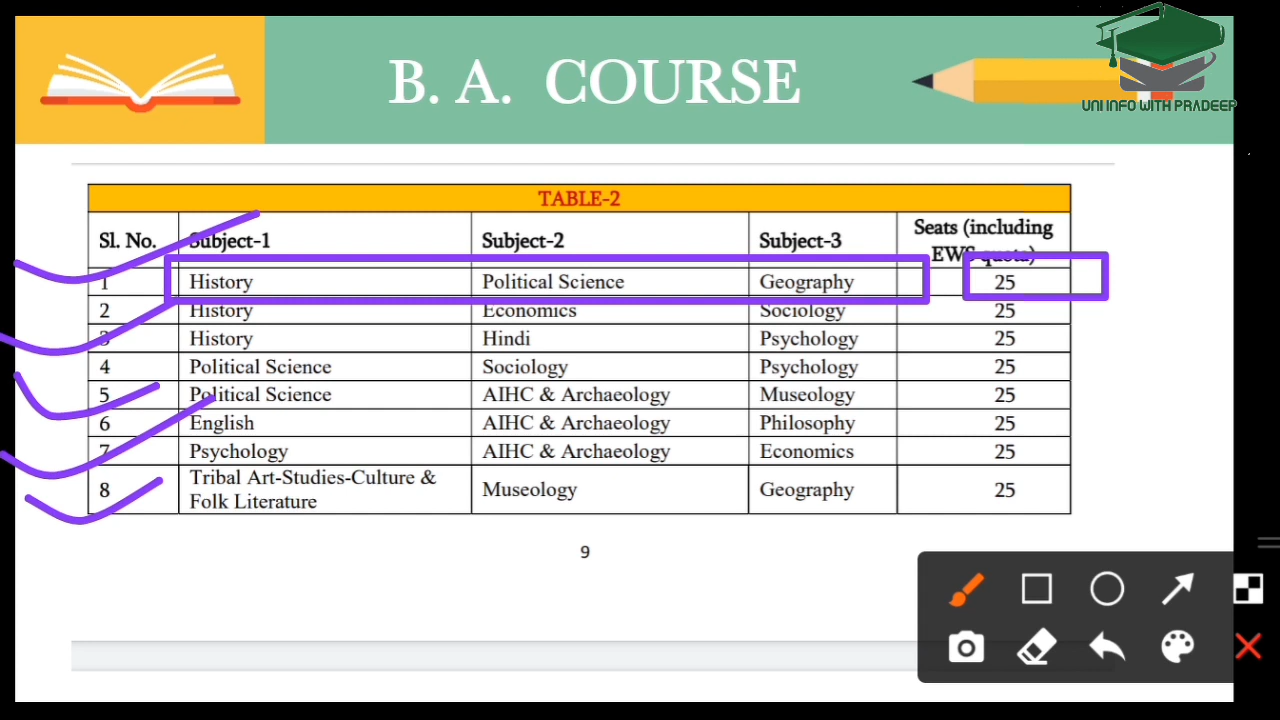 B. A. COURSE
UNI INFO WITH PRADEEP
TABLE-2
Sl. No. Subject-1 Subject-2 Subject-3 Seats (including EWS quota)
1 History Political Science Geography 25
2 History Economics Sociology 25
3 History Hindi Psychology 25
4 Political Science Sociology Psychology 25
5 Political Science AIHC & Archaeology Museology 25
6 English AIHC & Archaeology Philosophy 25
7 Psychology AIHC & Archaeology Economics 25
8 Tribal Art-Studies-Culture & Folk Literature Museology Geography 25
9